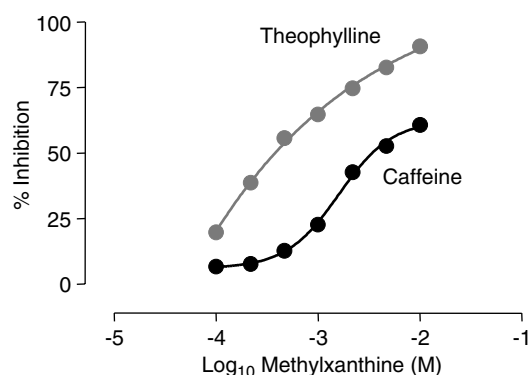 100
75
50
25
0
% Inhibition
Theophylline
Caffeine
-5
-4
-3
-2
-1
Log10 Methylxanthine (M)